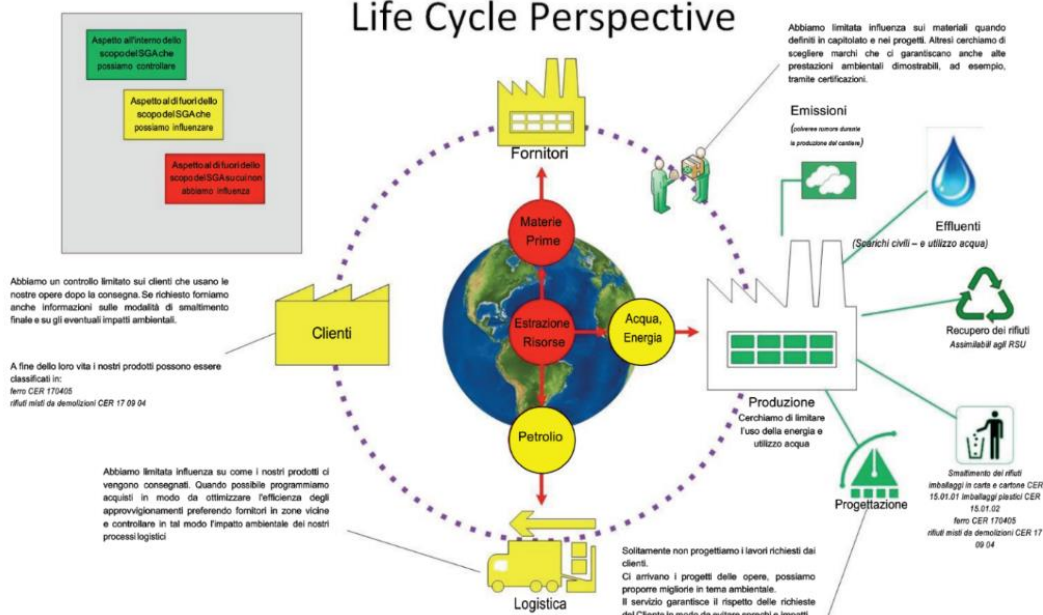 Life Cycle Perspective
Aspetto all'interno dello
scopo del SGA che
possiamo controllare
Aspetto al di fuori dello
scopo del SGA che
possiamo influenzare
Aspetto al di fuori dello
scopo del SGA su cui non
abbiamo influenza
Abbiamo limitata influenza sui materiali quando
definiti in capitolato e nei progetti. Altresì cerchiamo di
scegliere marchi che ci garantiscano anche alte
prestazioni ambientali dimostrabili, ad esempio,
tramite certificazioni.
Fornitori
Emissioni
(polveree rumore durante
la produzione del cantiere)
Effluenti
(Scarichi civili – e utilizzo acqua)
Materie
Prime
Estrazione
Risorse
Acqua,
Energia
Petrolio
Abbiamo un controllo limitato sui clienti che usano le
nostre opere dopo la consegna. Se richiesto forniamo
anche informazioni sulle modalità di smaltimento
finale e su gli eventuali impatti ambientali.
Clienti
A fine dello loro vita i nostri prodotti possono essere
classificati in:
ferro CER 170405
rifiuti misti da demolizioni CER 17 09 04
Recupero dei rifiuti
Assimilabili agli RSU
Produzione
Cerchiamo di limitare
l'uso della energia e
utilizzo acqua
Progettazione
Smaltimento dei rifiuti
imballaggi in carta e cartone CER
15.01.01 Imballaggi plastici CER
15.01.02
ferro CER 170405
rifiuti misti da demolizioni CER 17
09 04
Abbiamo limitata influenza su come i nostri prodotti ci
vengono consegnati. Quando possibile programmiamo
acquisti in modo da ottimizzare l'efficienza degli
approvvigionamenti preferendo fornitori in zone vicine
e controllare in tal modo l'impatto ambientale dei nostri
processi logistici
Logistica
Solitamente non progettiamo i lavori richiesti dai
clienti.
Ci arrivano i progetti delle opere, possiamo
proporre migliorie in tema ambientale.
Il servizio garantisce il rispetto delle richieste
del Cliente in modo da evitare sprechi e impatti